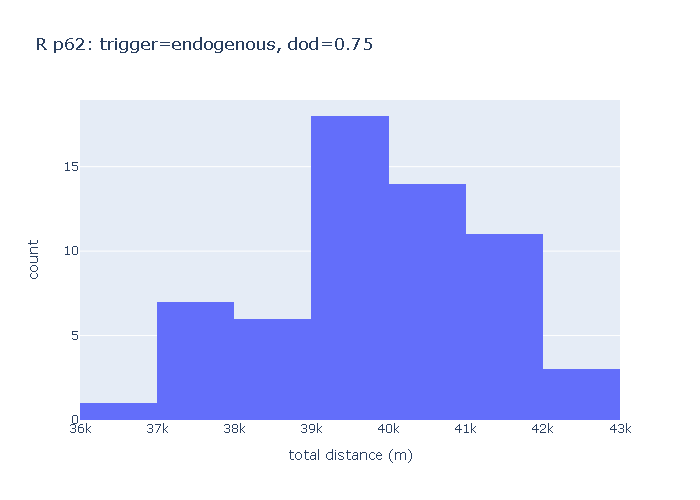 R p62: trigger=endogenous, dod=0.75
15
10
5
0
count
36k 37k 38k 39k 40k 41k 42k 43k
total distance (m)